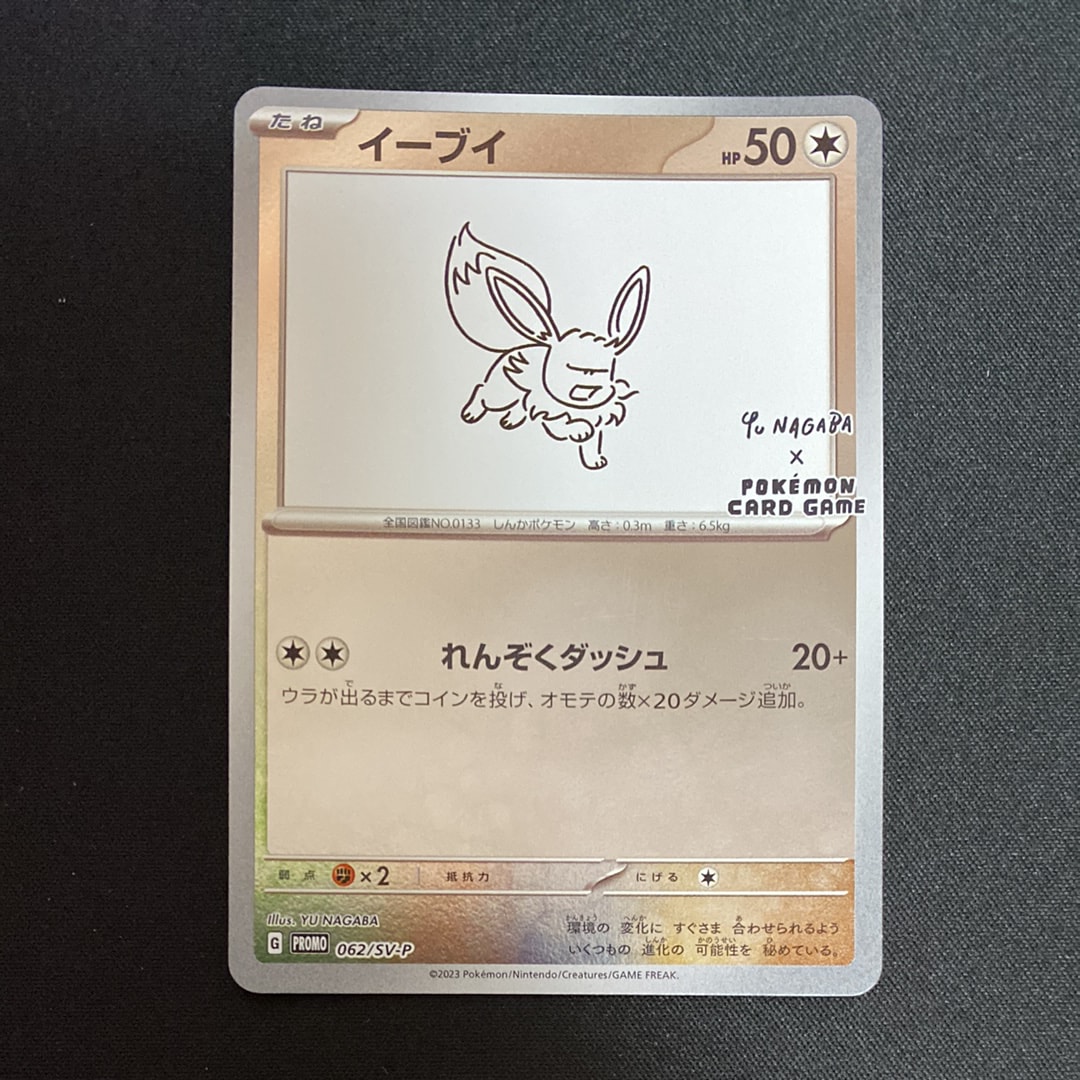 たね
イーブイ
HP 50
YU NAGABA
×
POKÉMON
CARD GAME
全国図鑑NO.0133 しんかポケモン 高さ：0.3m 重さ：6.5kg
れんぞくダッシュ 20+
ウラが出るまでコインを投げ、オモテの数×20ダメージ追加。
弱点 ×2 抵抗力 にげる
Illus. YU NAGABA
G PROMO 062/SV-P
環境の 変化に すぐさま 合わせられるよう
いくつもの 進化の 可能性を 秘めている。
©2023 Pokémon/Nintendo/Creatures/GAME FREAK.